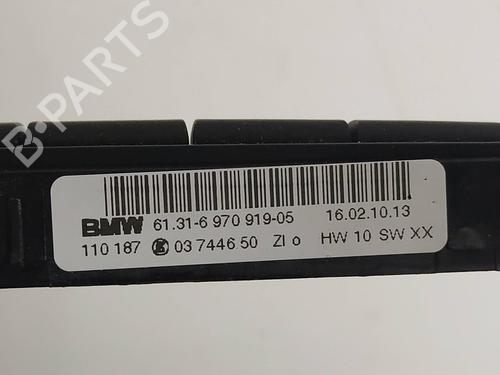 B-PARTS
BMW 61.31-6 970 919-05 16.02.10.13
110 187 03 7446 50 ZI o HW 10 SW XX